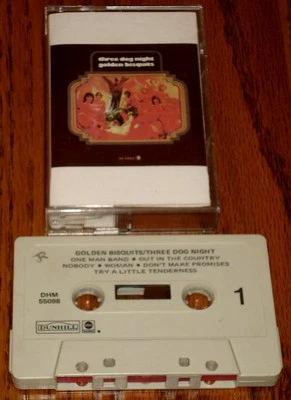 three dog night
golden bisquits
GOLDEN BISQUITS/THREE DOG NIGHT
ONE MAN BAND • OUT IN THE COUNTRY
NOBODY • WOMAN • DON'T MAKE PROMISES
TRY A LITTLE TENDERNESS
DHM
55098
1
DUNHILL
abc